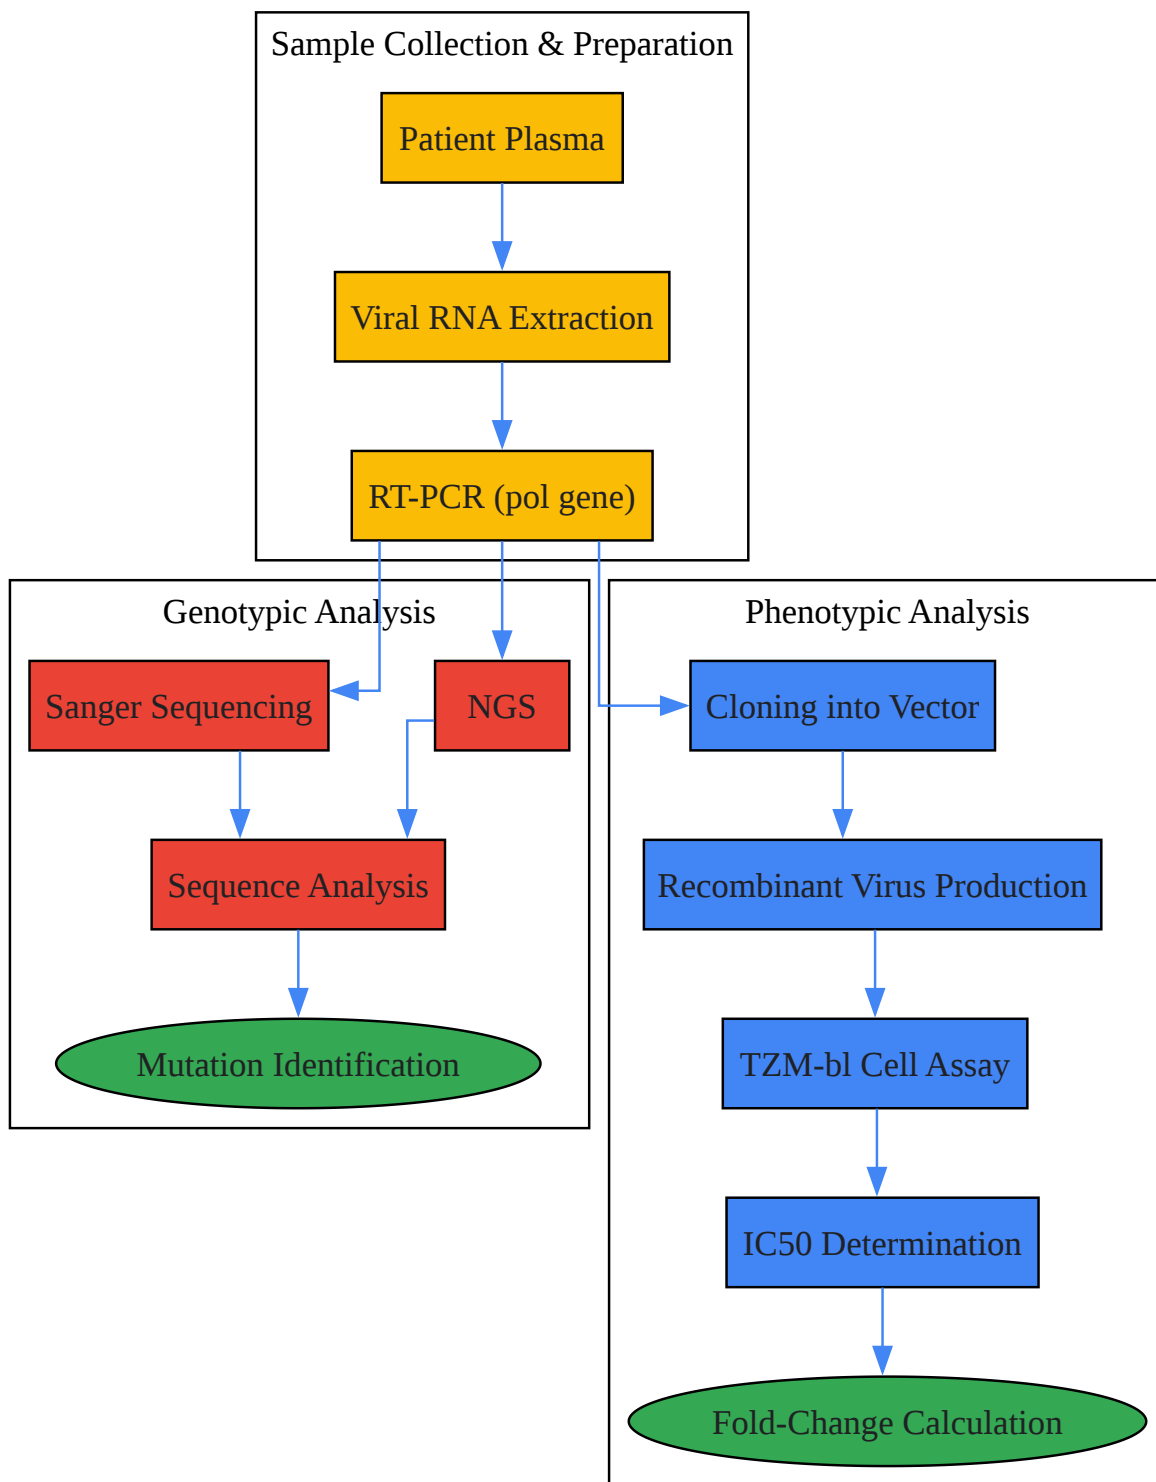 Sample Collection & Preparation
Patient Plasma
Viral RNA Extraction
RT-PCR (pol gene)
Genotypic Analysis
Sanger Sequencing
NGS
Sequence Analysis
Mutation Identification
Phenotypic Analysis
Cloning into Vector
Recombinant Virus Production
TZM-bl Cell Assay
IC50 Determination
Fold-Change Calculation